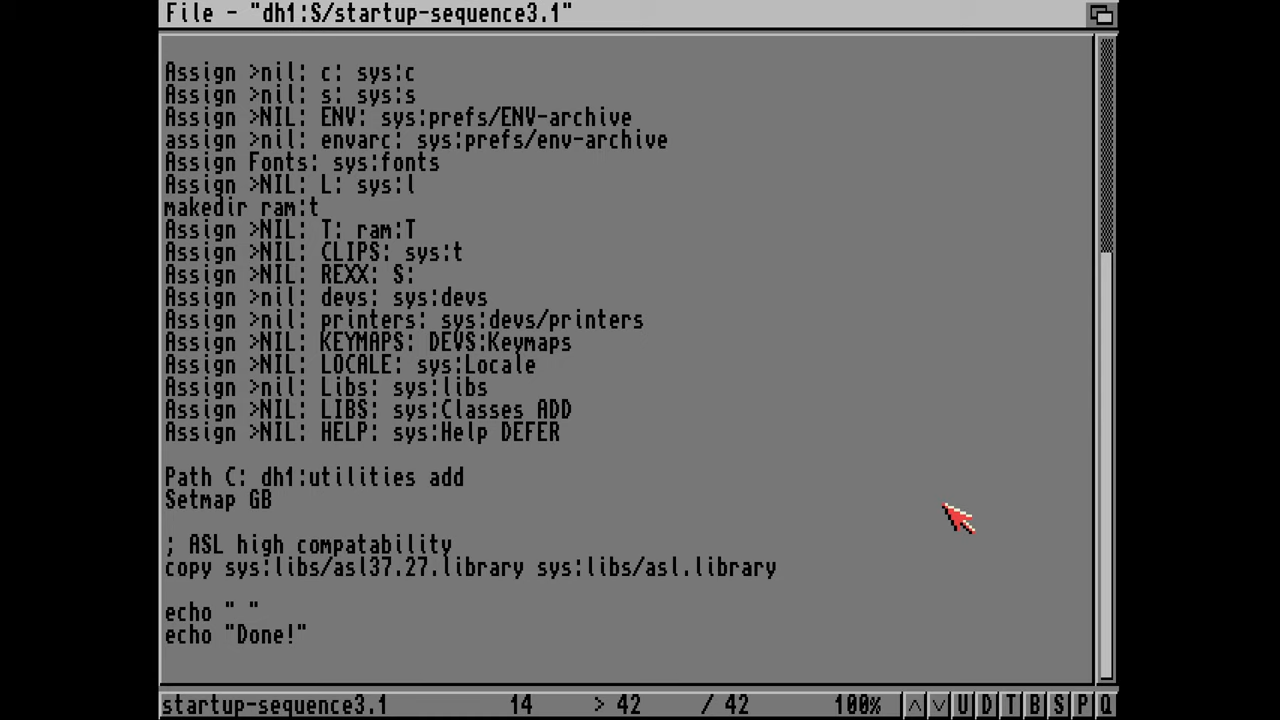 File - "dh1:S/startup-sequence3.1"
Assign >nil: c: sys:c
Assign >nil: s: sys:s
Assign >NIL: ENV: sys:prefs/ENV-archive
assign >nil: envarc: sys:prefs/env-archive
Assign Fonts: sys:fonts
Assign >NIL: L: sys:l
makedir ram:t
Assign >NIL: T: ram:T
Assign >NIL: CLIPS: sys:t
Assign >NIL: REXX: S:
Assign >nil: devs: sys:devs
Assign >nil: printers: sys:devs/printers
Assign >NIL: KEYMAPS: DEVS:Keymaps
Assign >NIL: LOCALE: sys:Locale
Assign >nil: Libs: sys:libs
Assign >NIL: LIBS: sys:Classes ADD
Assign >NIL: HELP: sys:Help DEFER
Path C: dh1:utilities add
Setmap GB
; ASL high compatability
copy sys:libs/asl37.27.library sys:libs/asl.library
echo " "
echo "Done!"
startup-sequence3.1 14 > 42 / 42 100% U D T B S P Q